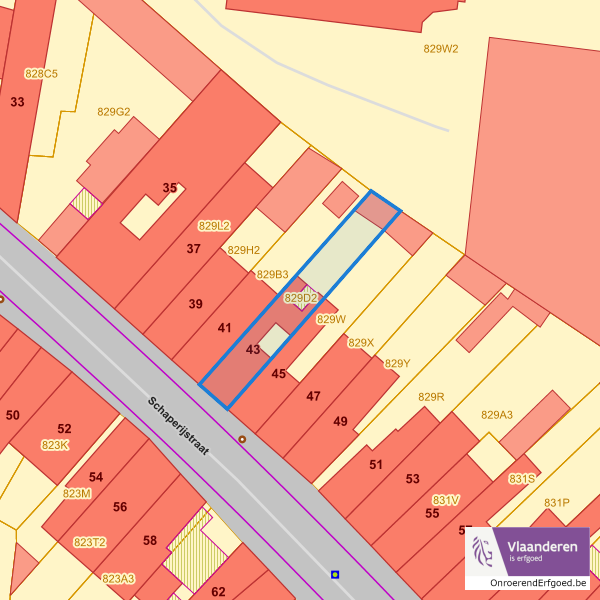 829W2
828C5
33
829G2
35
829L2
37
829H2
829B3
39
829D2
829W
41
43
829X
45
829Y
47
829R
49
Schaperijstraat
50
52
829A3
823K
51
53
831S
54
823M
831V
831P
56
55
823T2
58
823A3
62
Vlaanderen
is erfgoed
OnroerendErfgoed.be